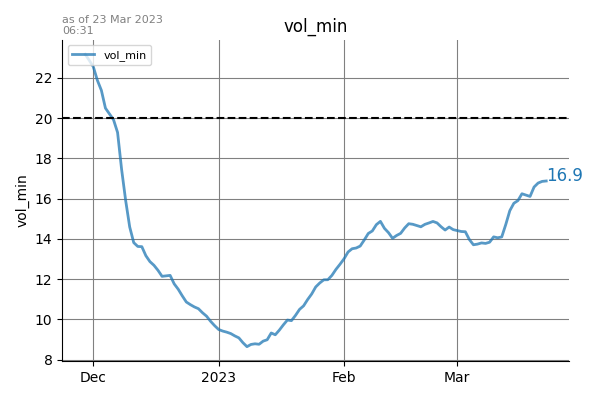 as of 23 Mar 2023
06:31
vol_min
vol_min
22
20
18
16
14
12
10
8
vol_min
16.9
Dec
2023
Feb
Mar